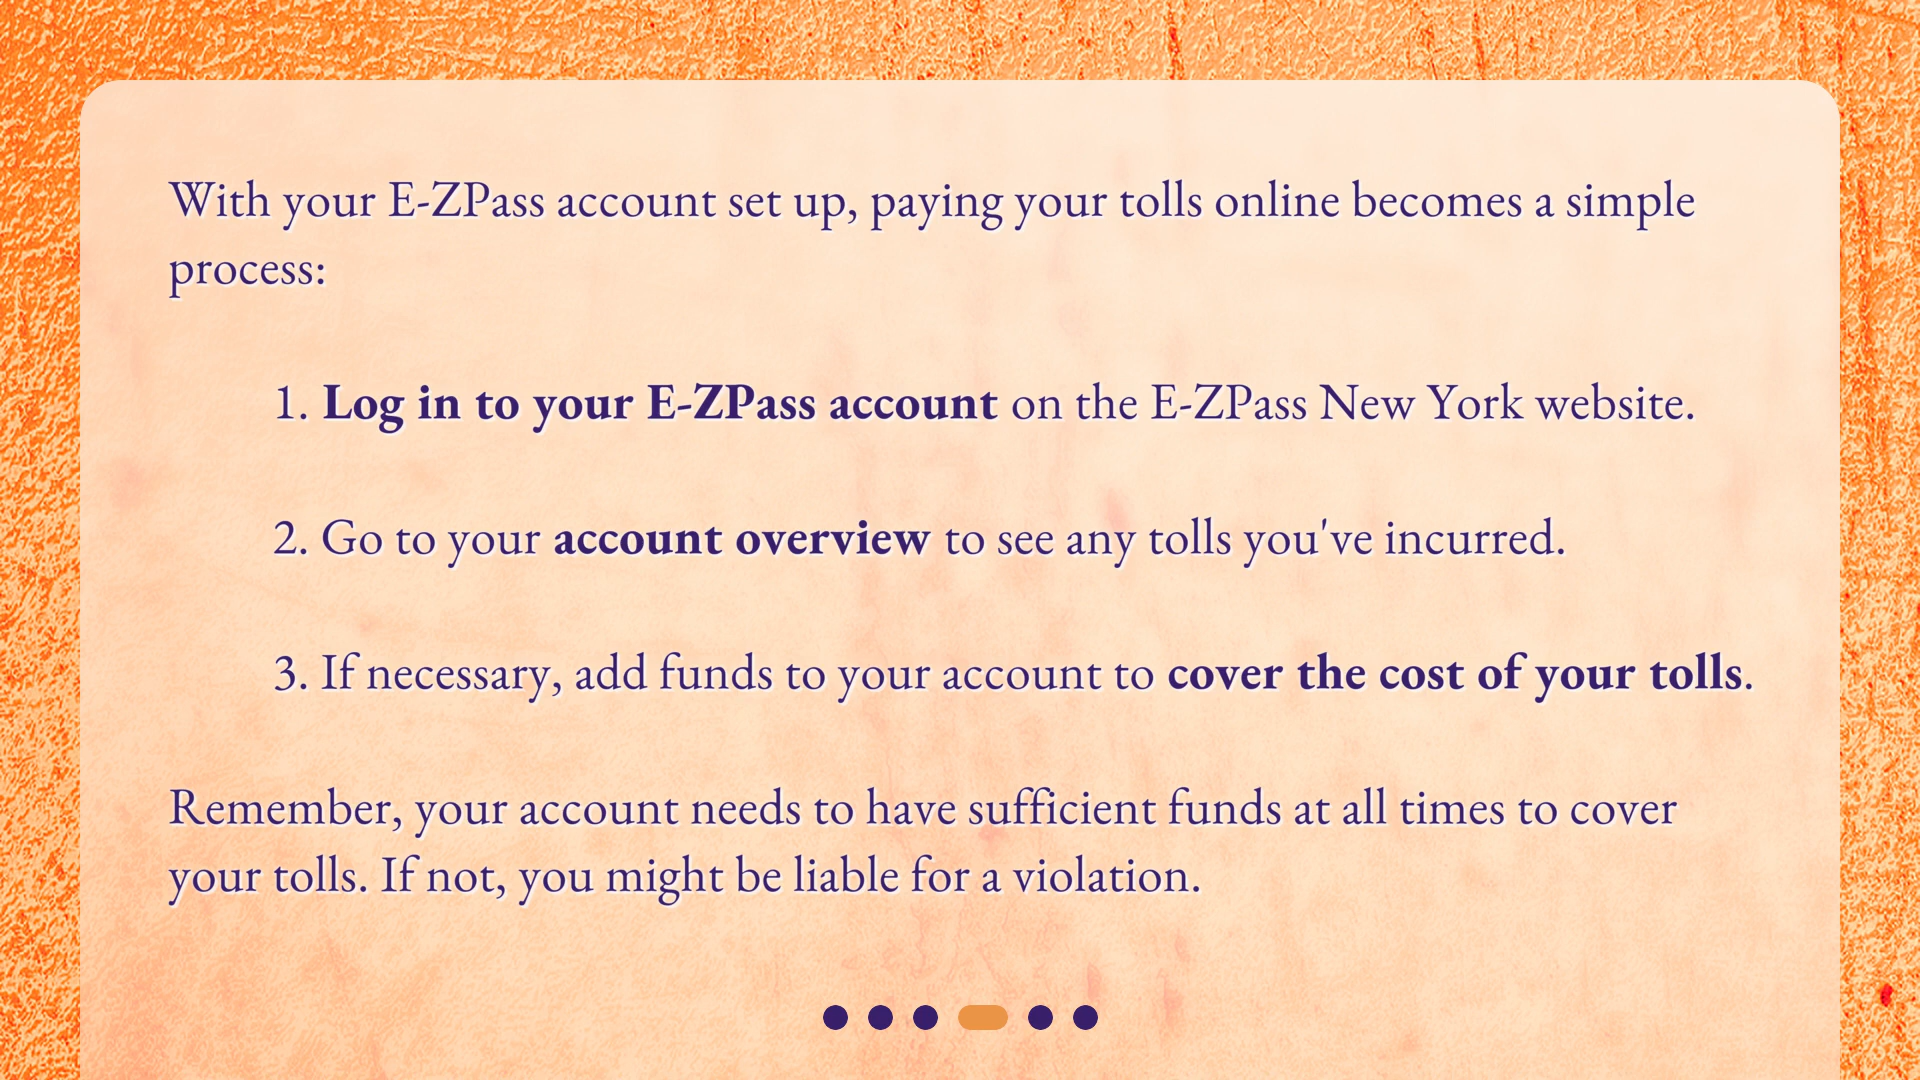 With your E-ZPass account set up, paying your tolls online becomes a simple
process:
1. Log in to your E-ZPass account on the E-ZPass New York website.
2. Go to your account overview to see any tolls you've incurred.
3. If necessary, add funds to your account to cover the cost of your tolls.
Remember, your account needs to have sufficient funds at all times to cover
your tolls. If not, you might be liable for a violation.